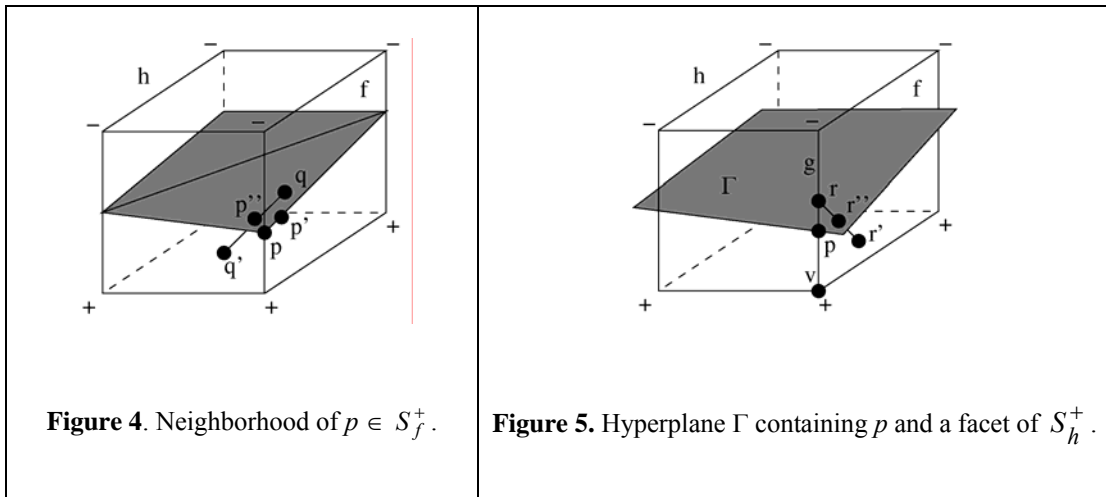 − −
h f
− −
q
p’’
p’
p
q’
+
+ +
Figure 4. Neighborhood of p ∈ S_f^+.
− −
h f
− −
g
Γ r
r’’
p r’
v +
+ +
Figure 5. Hyperplane Γ containing p and a facet of S_h^+.